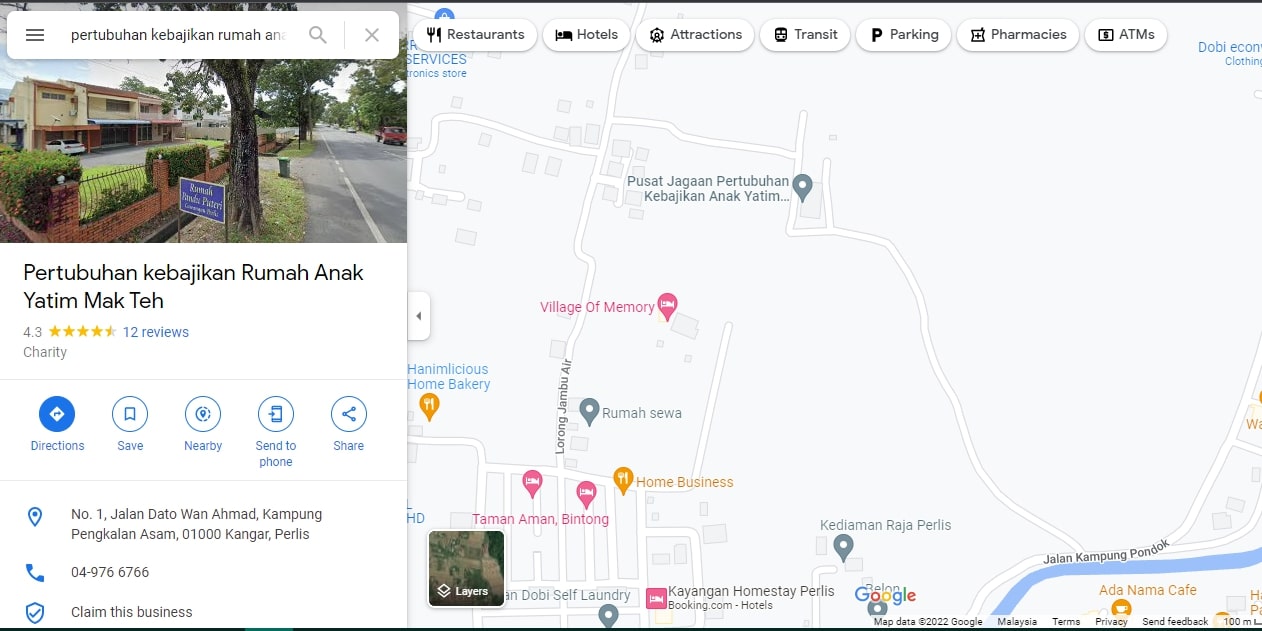 pertubuhan kebajikan rumah ana
Restaurants
Hotels
Attractions
Transit
Parking
Pharmacies
ATMs
SERVICES
tronics store
Dobi econ
Clothing
Rumah
Pandu Puteri
Pusat Jagaan Pertubuhan
Kebajikan Anak Yatim...
Pertubuhan kebajikan Rumah Anak
Yatim Mak Teh
4.3
12 reviews
Charity
Village Of Memory
Hanimlicious
Home Bakery
Lorong Jambu Air
Rumah sewa
Directions
Save
Nearby
Send to
phone
Share
Home Business
Taman Aman, Bintong
HD
No. 1, Jalan Dato Wan Ahmad, Kampung
Pengkalan Asam, 01000 Kangar, Perlis
04-976 6766
Claim this business
Kediaman Raja Perlis
Jalan Kampung Pondok
Layers
an Dobi Self Laundry
Kayangan Homestay Perlis
Booking.com - Hotels
Google
Ada Nama Cafe
Map data ©2022 Google
Malaysia
Terms
Privacy
Send feedback
100 m